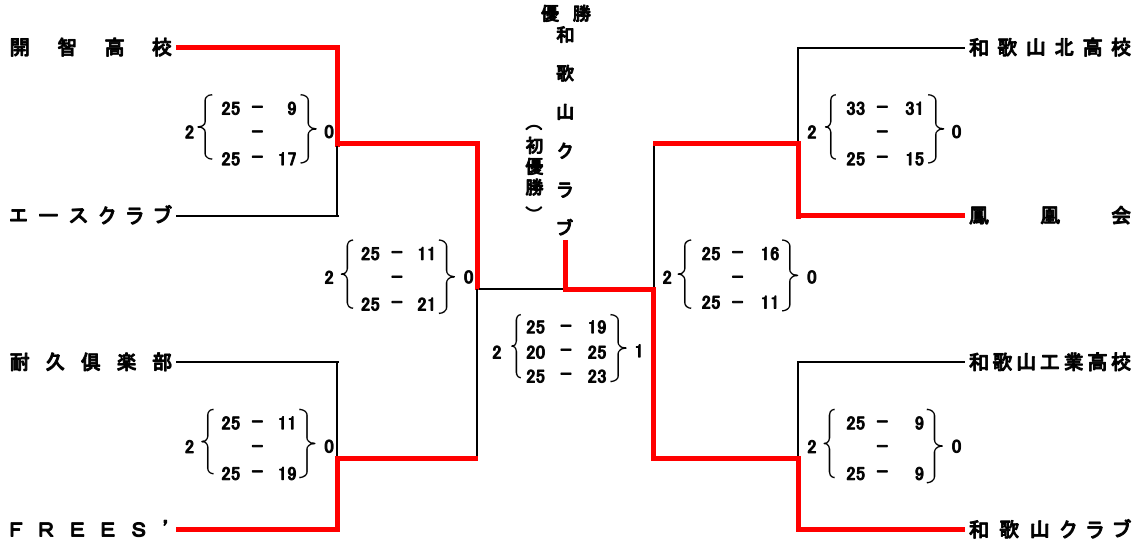 優勝
和歌山クラブ
（初優勝）
開智高校
和歌山北高校
25 － 9
2 － 0
25 － 17
33 － 31
2 － 0
25 － 15
エースクラブ
鳳凰会
25 － 11
2 － 0
25 － 21
25 － 16
2 － 0
25 － 11
25 － 19
2 20 － 25 1
25 － 23
耐久倶楽部
和歌山工業高校
25 － 11
2 － 0
25 － 19
25 － 9
2 － 0
25 － 9
ＦＲＥＥＳ’
和歌山クラブ